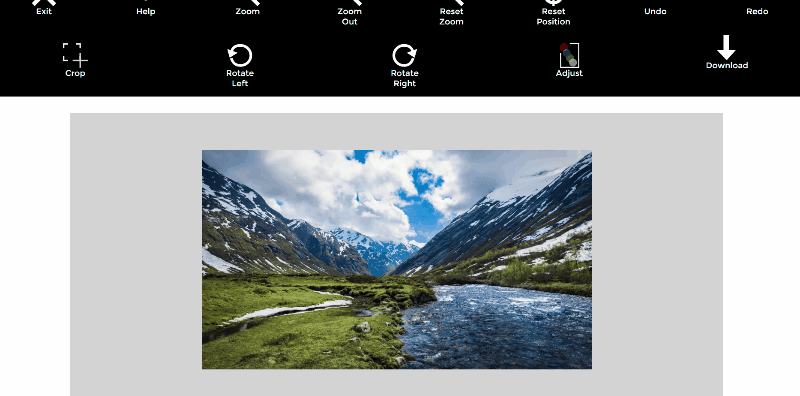 Exit
Help
Zoom
Zoom
Out
Reset
Zoom
Reset
Position
Undo
Redo
Crop
Rotate
Left
Rotate
Right
Adjust
Download